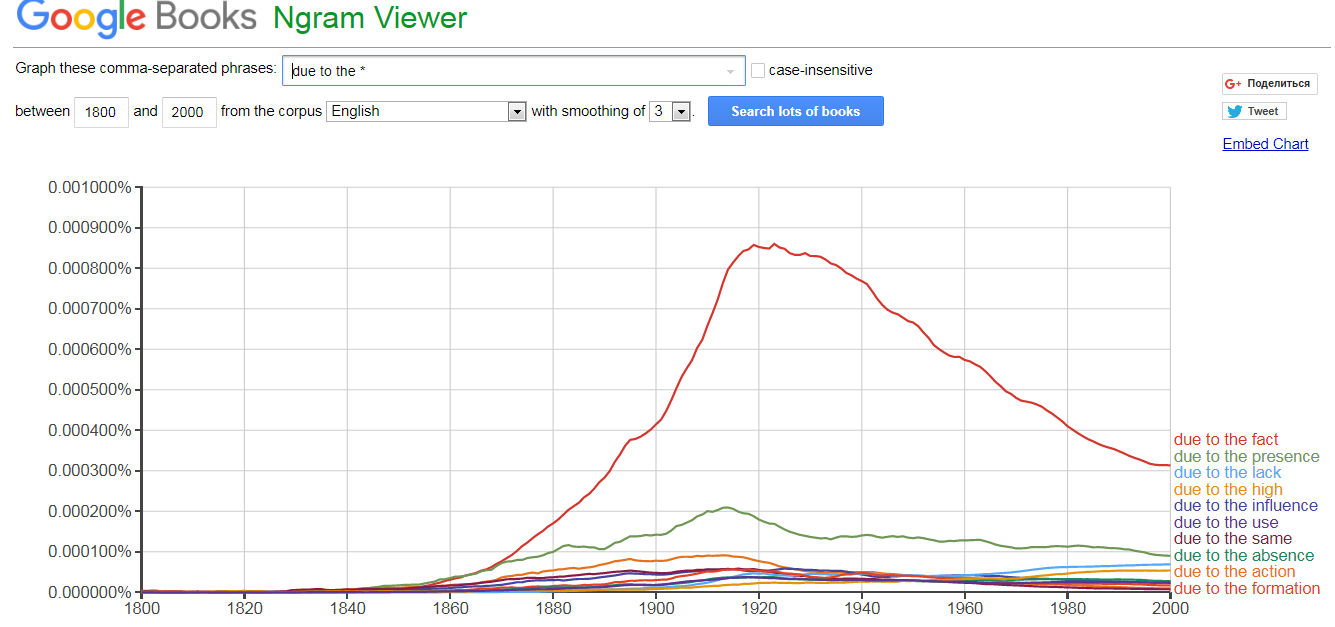 Google Books Ngram Viewer
Graph these comma-separated phrases: due to the * case-insensitive
between 1800 and 2000 from the corpus English with smoothing of 3 . Search lots of books
G+ Поделиться
Tweet
Embed Chart
0.001000%
0.000900%
0.000800%
0.000700%
0.000600%
0.000500%
0.000400%
0.000300%
0.000200%
0.000100%
0.000000%
1800 1820 1840 1860 1880 1900 1920 1940 1960 1980 2000
due to the fact
due to the presence
due to the lack
due to the high
due to the influence
due to the use
due to the same
due to the absence
due to the action
due to the formation